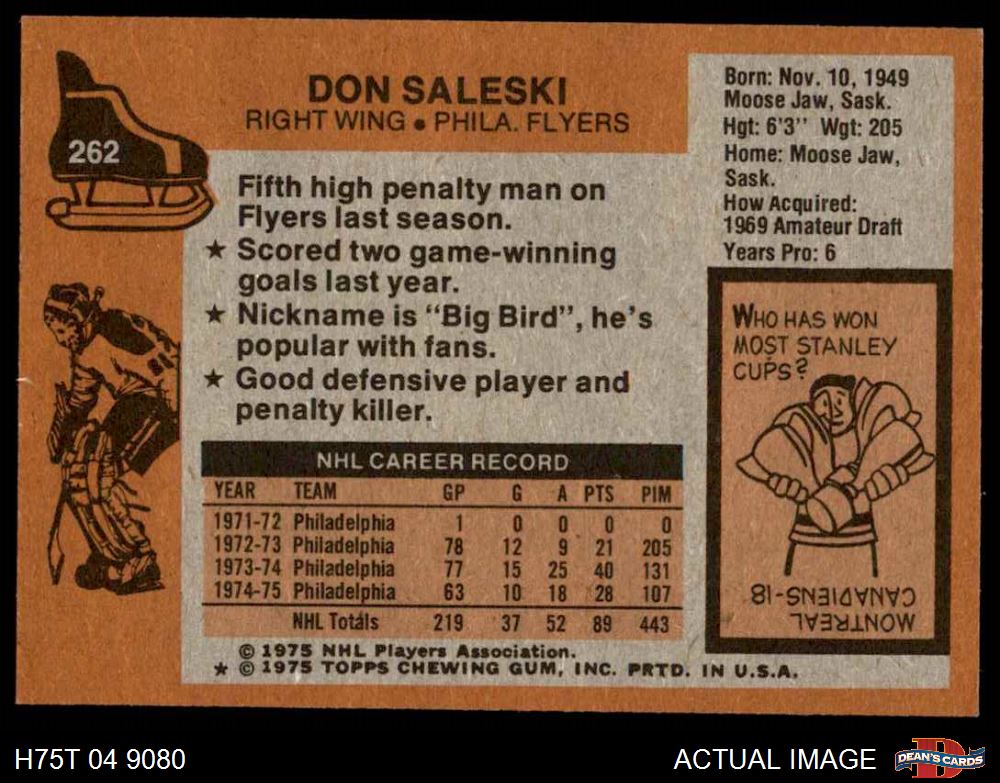 262
DON SALESKI
RIGHT WING • PHILA. FLYERS
Fifth high penalty man on
Flyers last season.
★ Scored two game-winning
goals last year.
★ Nickname is "Big Bird", he's
popular with fans.
★ Good defensive player and
penalty killer.
NHL CAREER RECORD
YEAR TEAM GP G A PTS PIM
1971-72 Philadelphia 1 0 0 0 0
1972-73 Philadelphia 78 12 9 21 205
1973-74 Philadelphia 77 15 25 40 131
1974-75 Philadelphia 63 10 18 28 107
NHL Totals 219 37 52 89 443
© 1975 NHL Players Association.
★ © 1975 TOPPS CHEWING GUM, INC. PRTD. IN U.S.A.
Born: Nov. 10, 1949
Moose Jaw, Sask.
Hgt: 6'3'' Wgt: 205
Home: Moose Jaw,
Sask.
How Acquired:
1969 Amateur Draft
Years Pro: 6
WHO HAS WON
MOST STANLEY
CUPS?
MONTREAL
CANADIENS-18
H75T 04 9080
ACTUAL IMAGE
D
DEAN'S CARDS